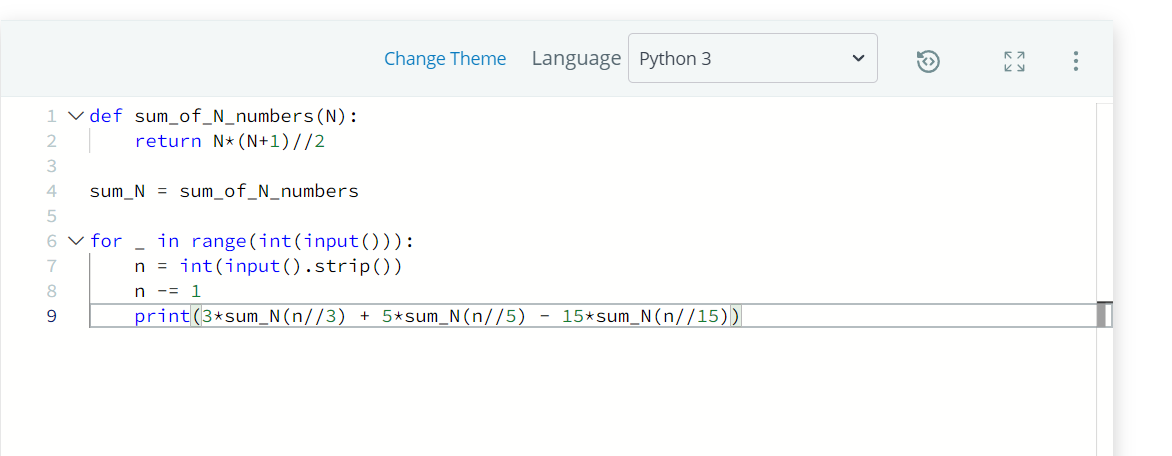 Change Theme Language Python 3
1 def sum_of_N_numbers(N):
2 return N*(N+1)//2
3
4 sum_N = sum_of_N_numbers
5
6 for _ in range(int(input())):
7 n = int(input().strip())
8 n -= 1
9 print(3*sum_N(n//3) + 5*sum_N(n//5) - 15*sum_N(n//15))